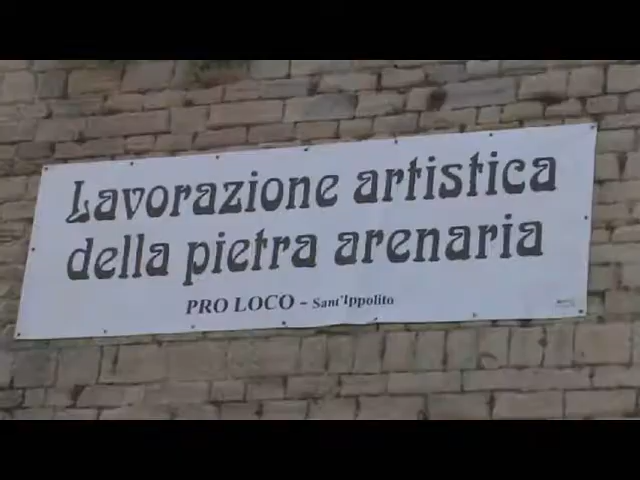 Lavorazione artistica
della pietra arenaria
PRO LOCO - Sant'Ippolito